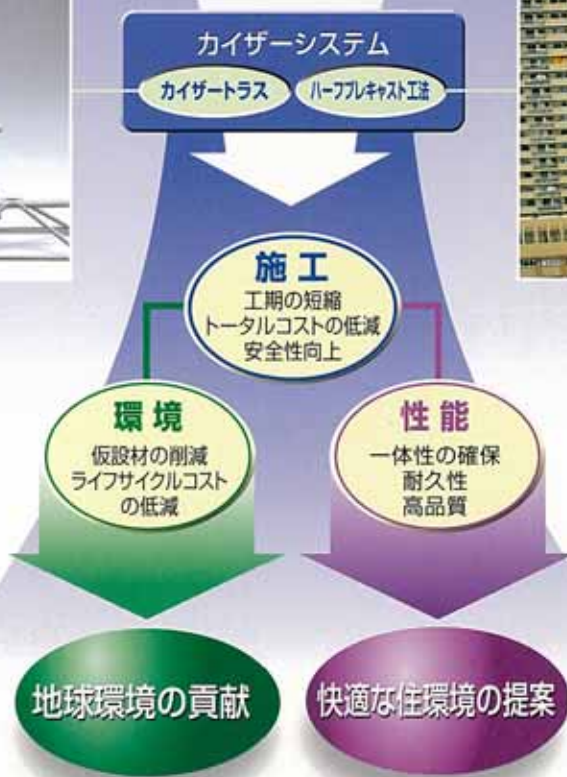 カイザーシステム
カイザートラス
ハーフプレキャスト工法
施工
工期の短縮
トータルコストの低減
安全性向上
環境
仮設材の削減
ライフサイクルコスト
の低減
性能
一体性の確保
耐久性
高品質
地球環境の貢献
快適な住環境の提案